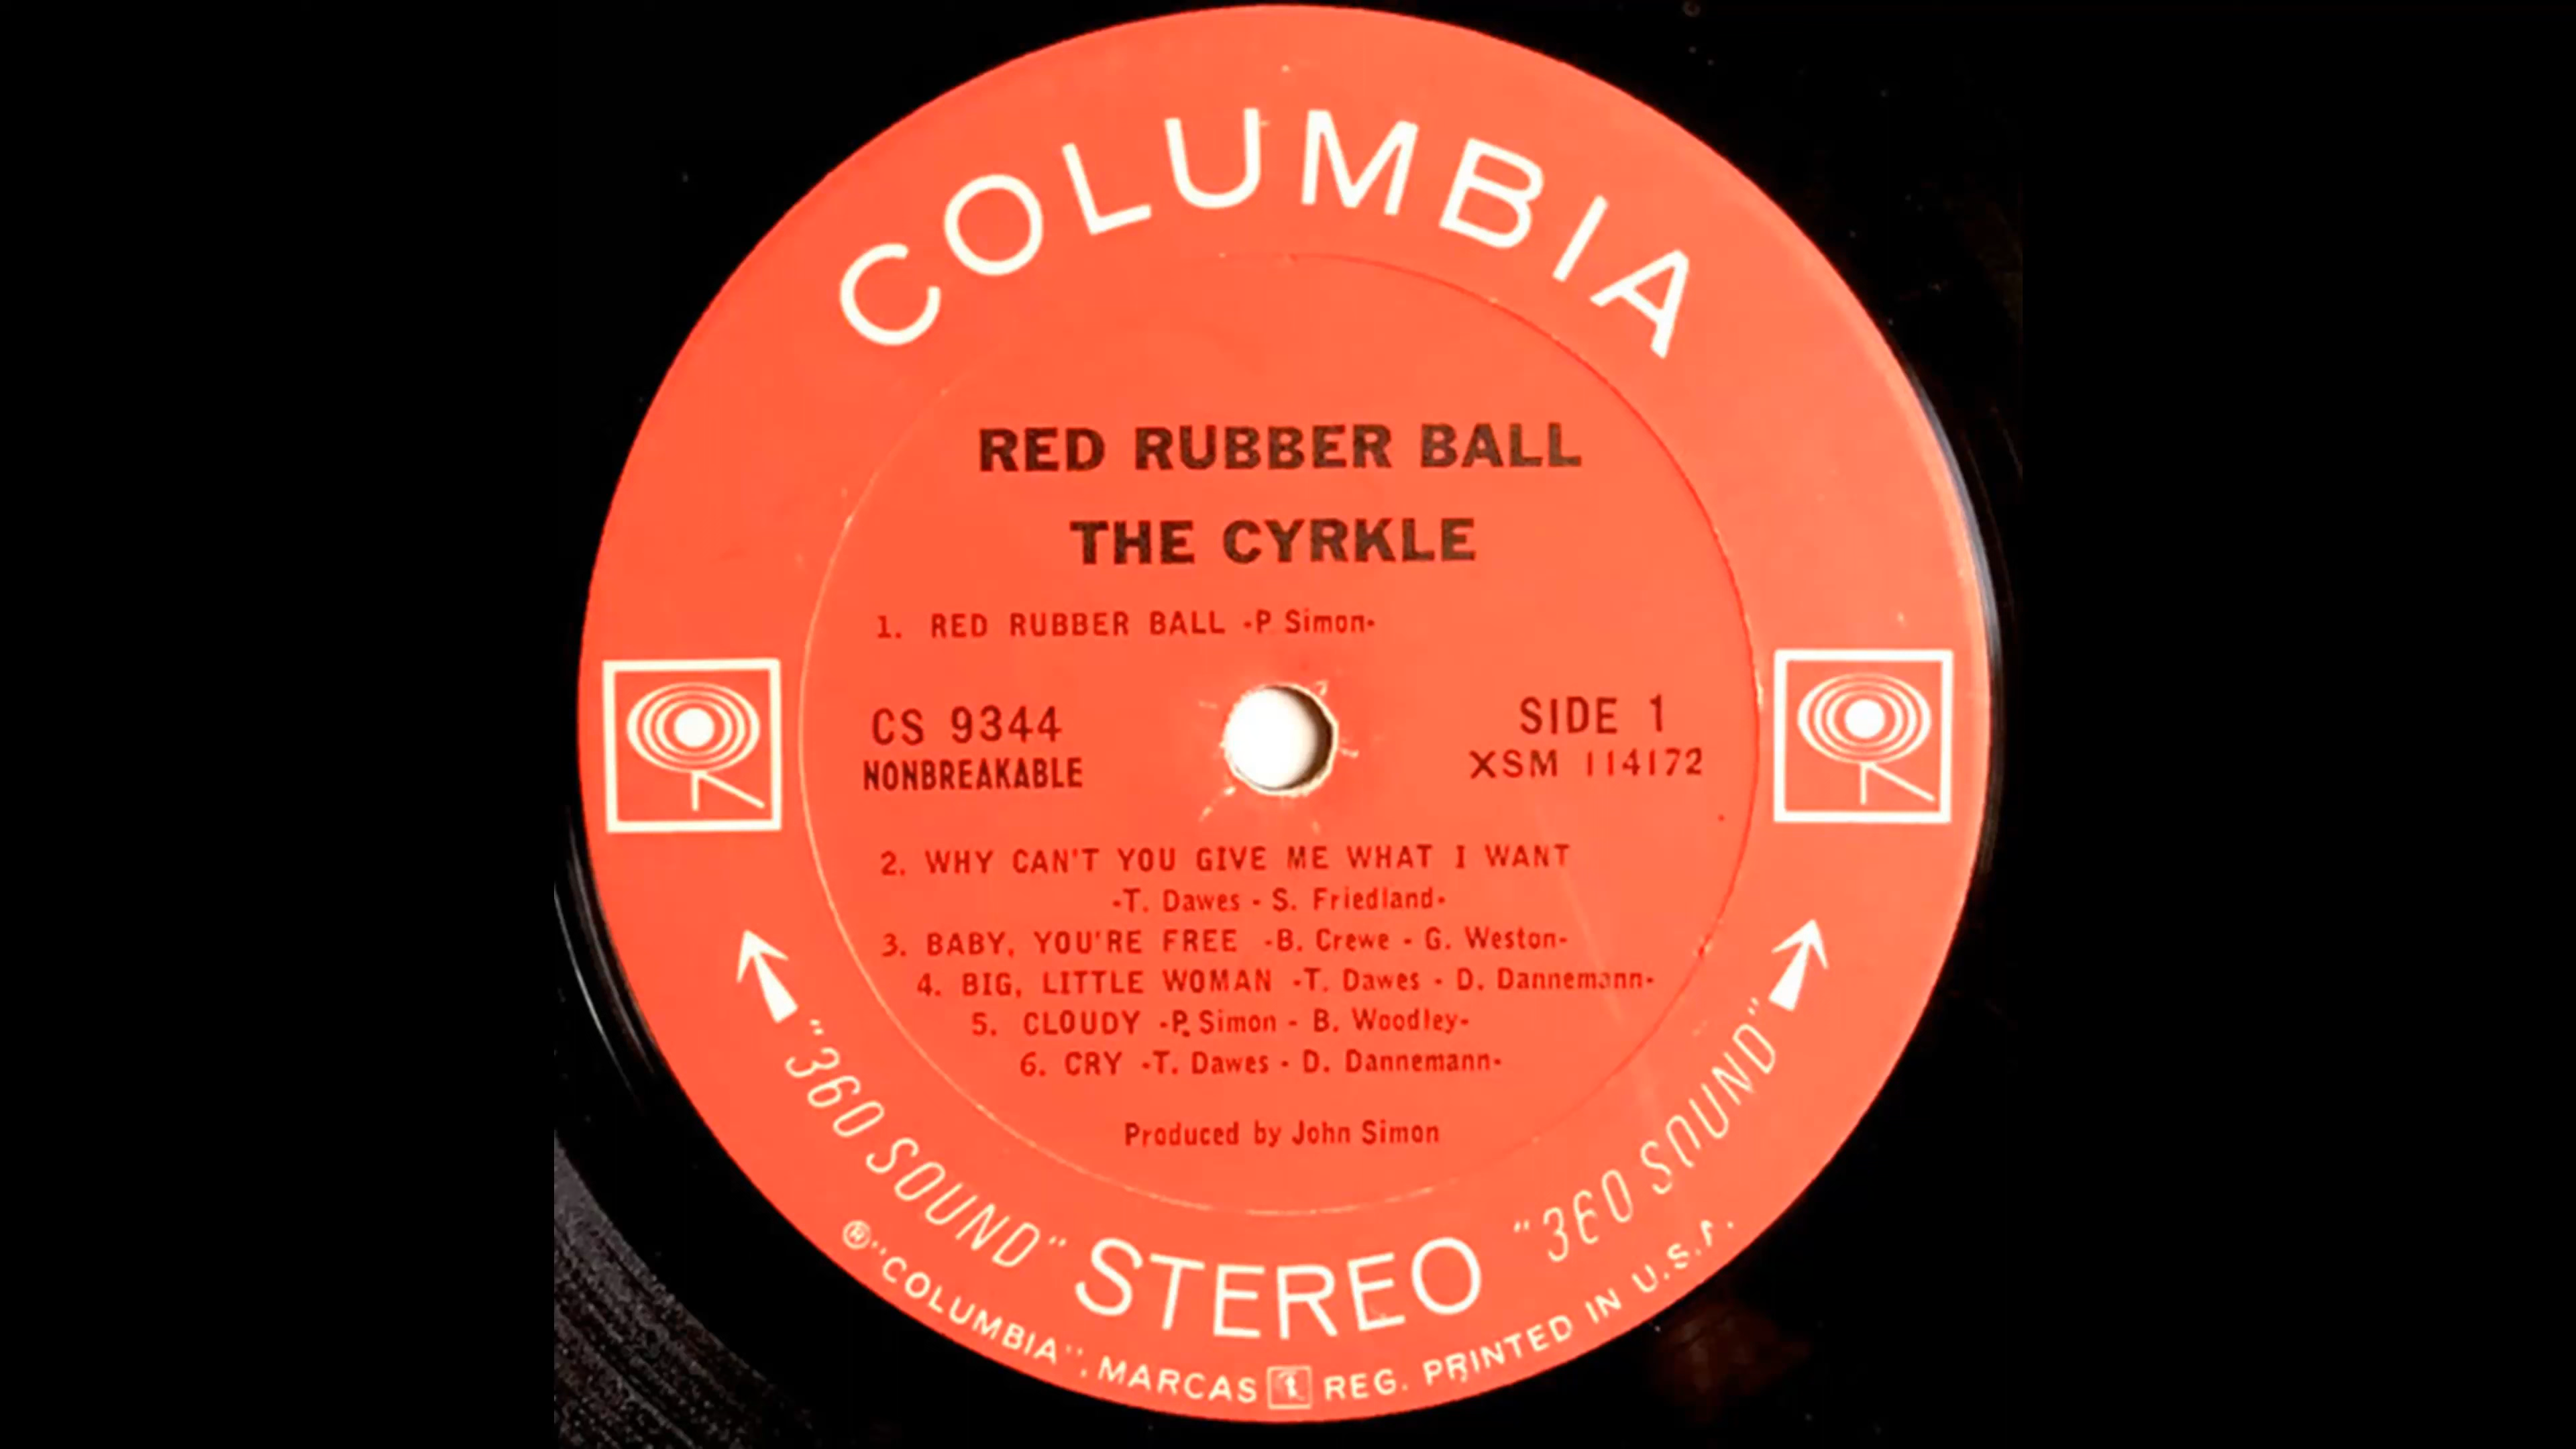 COLUMBIA
RED RUBBER BALL
THE CYRKLE
1. RED RUBBER BALL -P. Simon-
CS 9344
NONBREAKABLE
SIDE 1
XSM 114172
2. WHY CAN'T YOU GIVE ME WHAT I WANT
-T. Dawes - S. Friedland-
3. BABY, YOU'RE FREE -B. Crewe - G. Weston-
4. BIG, LITTLE WOMAN -T. Dawes - D. Dannemann-
5. CLOUDY -P. Simon - B. Woodley-
6. CRY -T. Dawes - D. Dannemann-
Produced by John Simon
"360 SOUND" STEREO "360 SOUND"
® "COLUMBIA", MARCAS REG. PRINTED IN U.S.A.